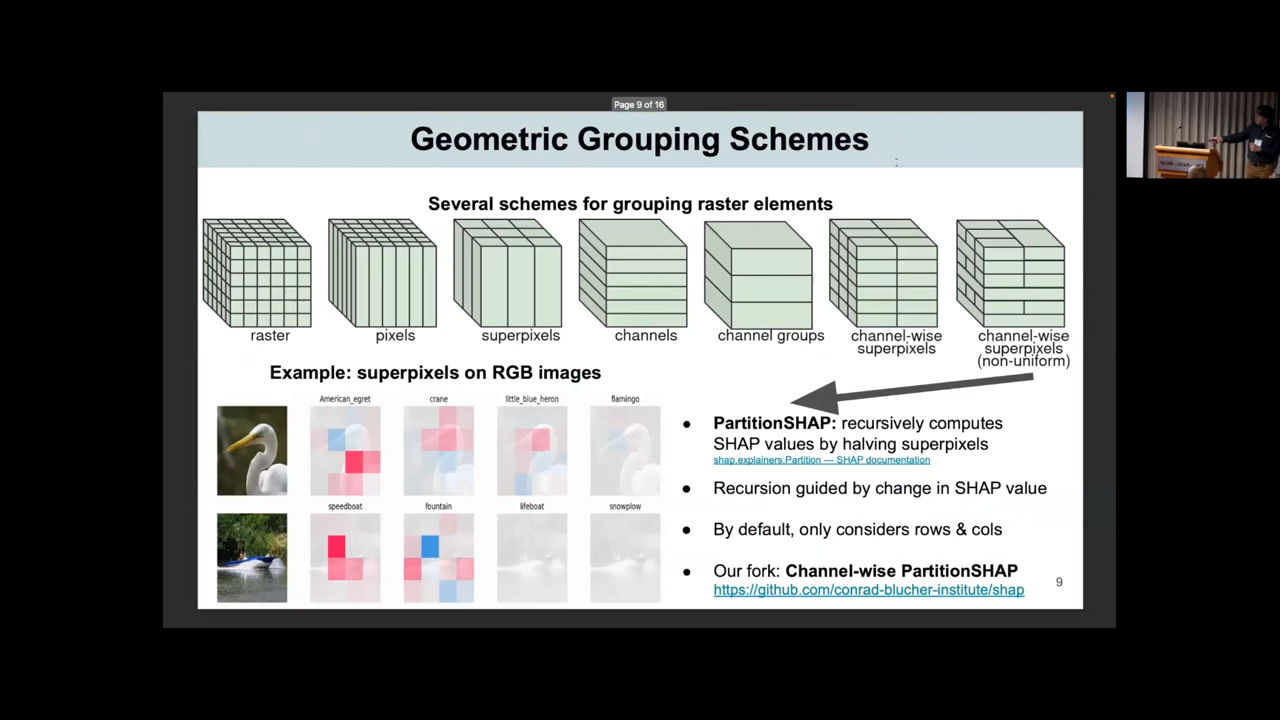 Page 9 of 16
Geometric Grouping Schemes
Several schemes for grouping raster elements
raster
pixels
superpixels
channels
channel groups
channel-wise
superpixels
channel-wise
superpixels
(non-uniform)
Example: superpixels on RGB images
American_egret
crane
little_blue_heron
flamingo
speedboat
fountain
lifeboat
snowplow
PartitionSHAP: recursively computes
SHAP values by halving superpixels
shap.explainers.Partition — SHAP documentation
Recursion guided by change in SHAP value
By default, only considers rows & cols
Our fork: Channel-wise PartitionSHAP
https://github.com/conrad-blucher-institute/shap
9